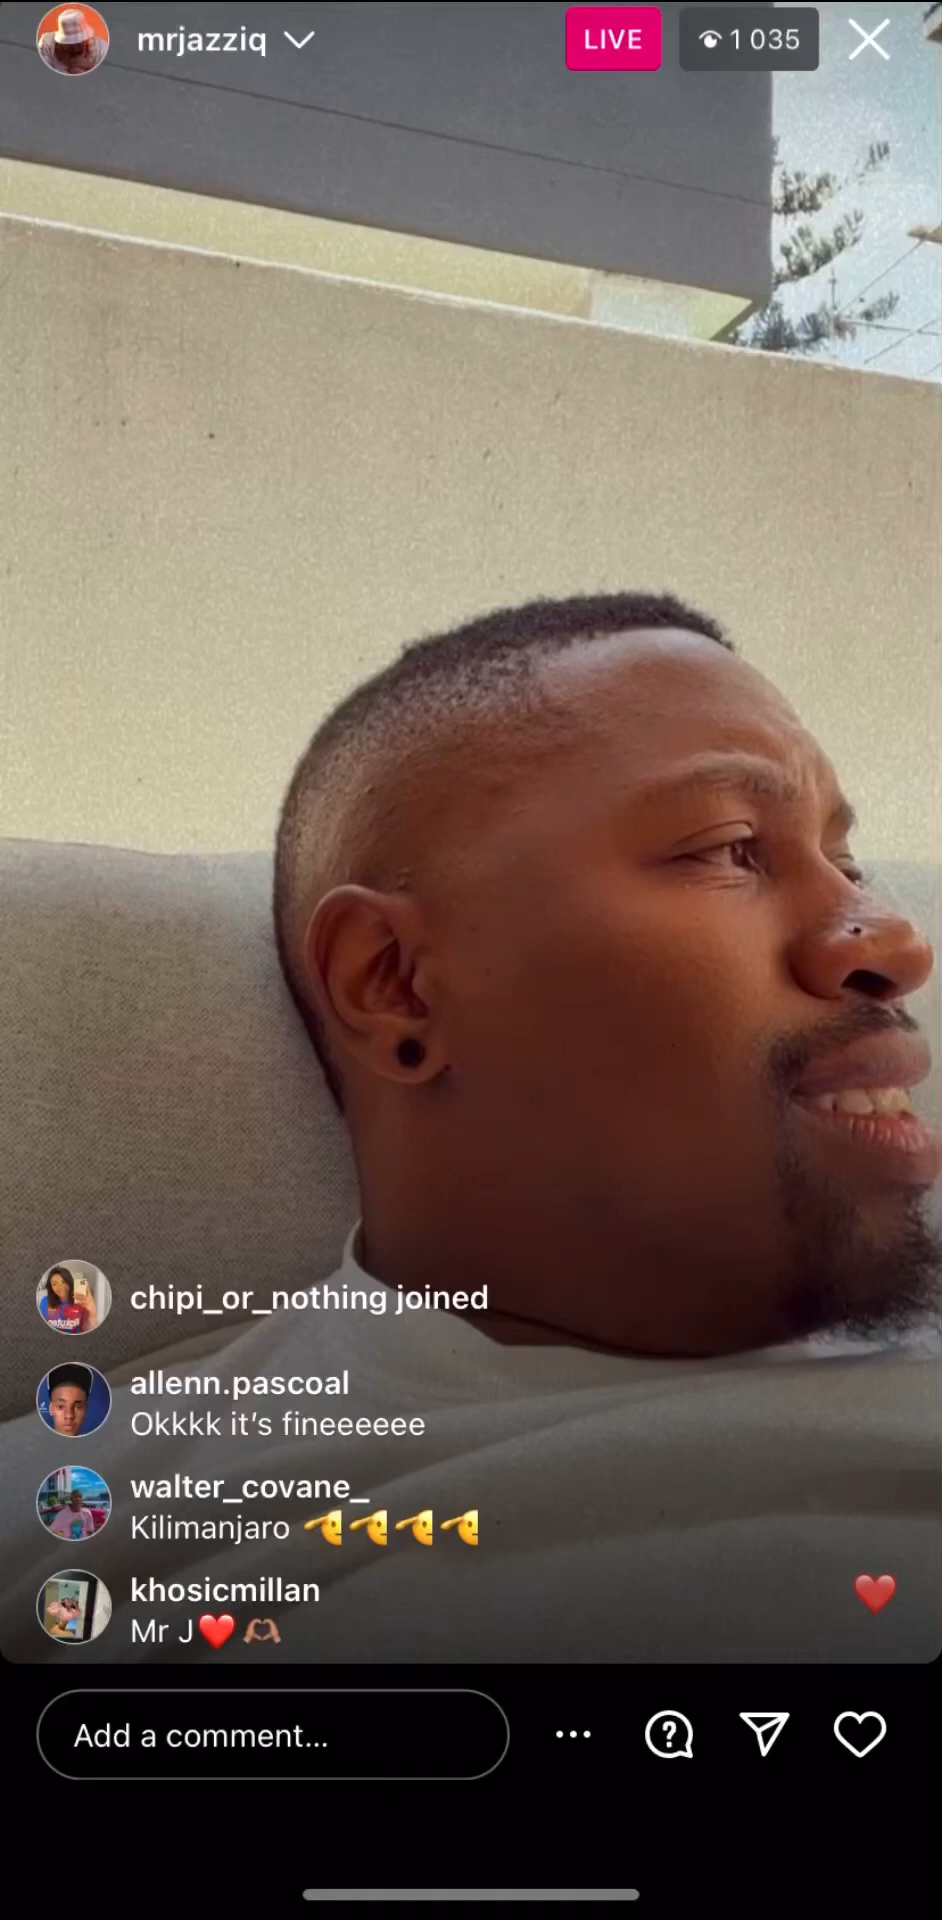 mrjazziq
LIVE
1 035
chipi_or_nothing joined
allenn.pascoal
Okkkk it's fineeeeee
walter_covane_
Kilimanjaro 🫡🫡🫡🫡
khosicmillan
Mr J❤️🫶🏽
Add a comment...